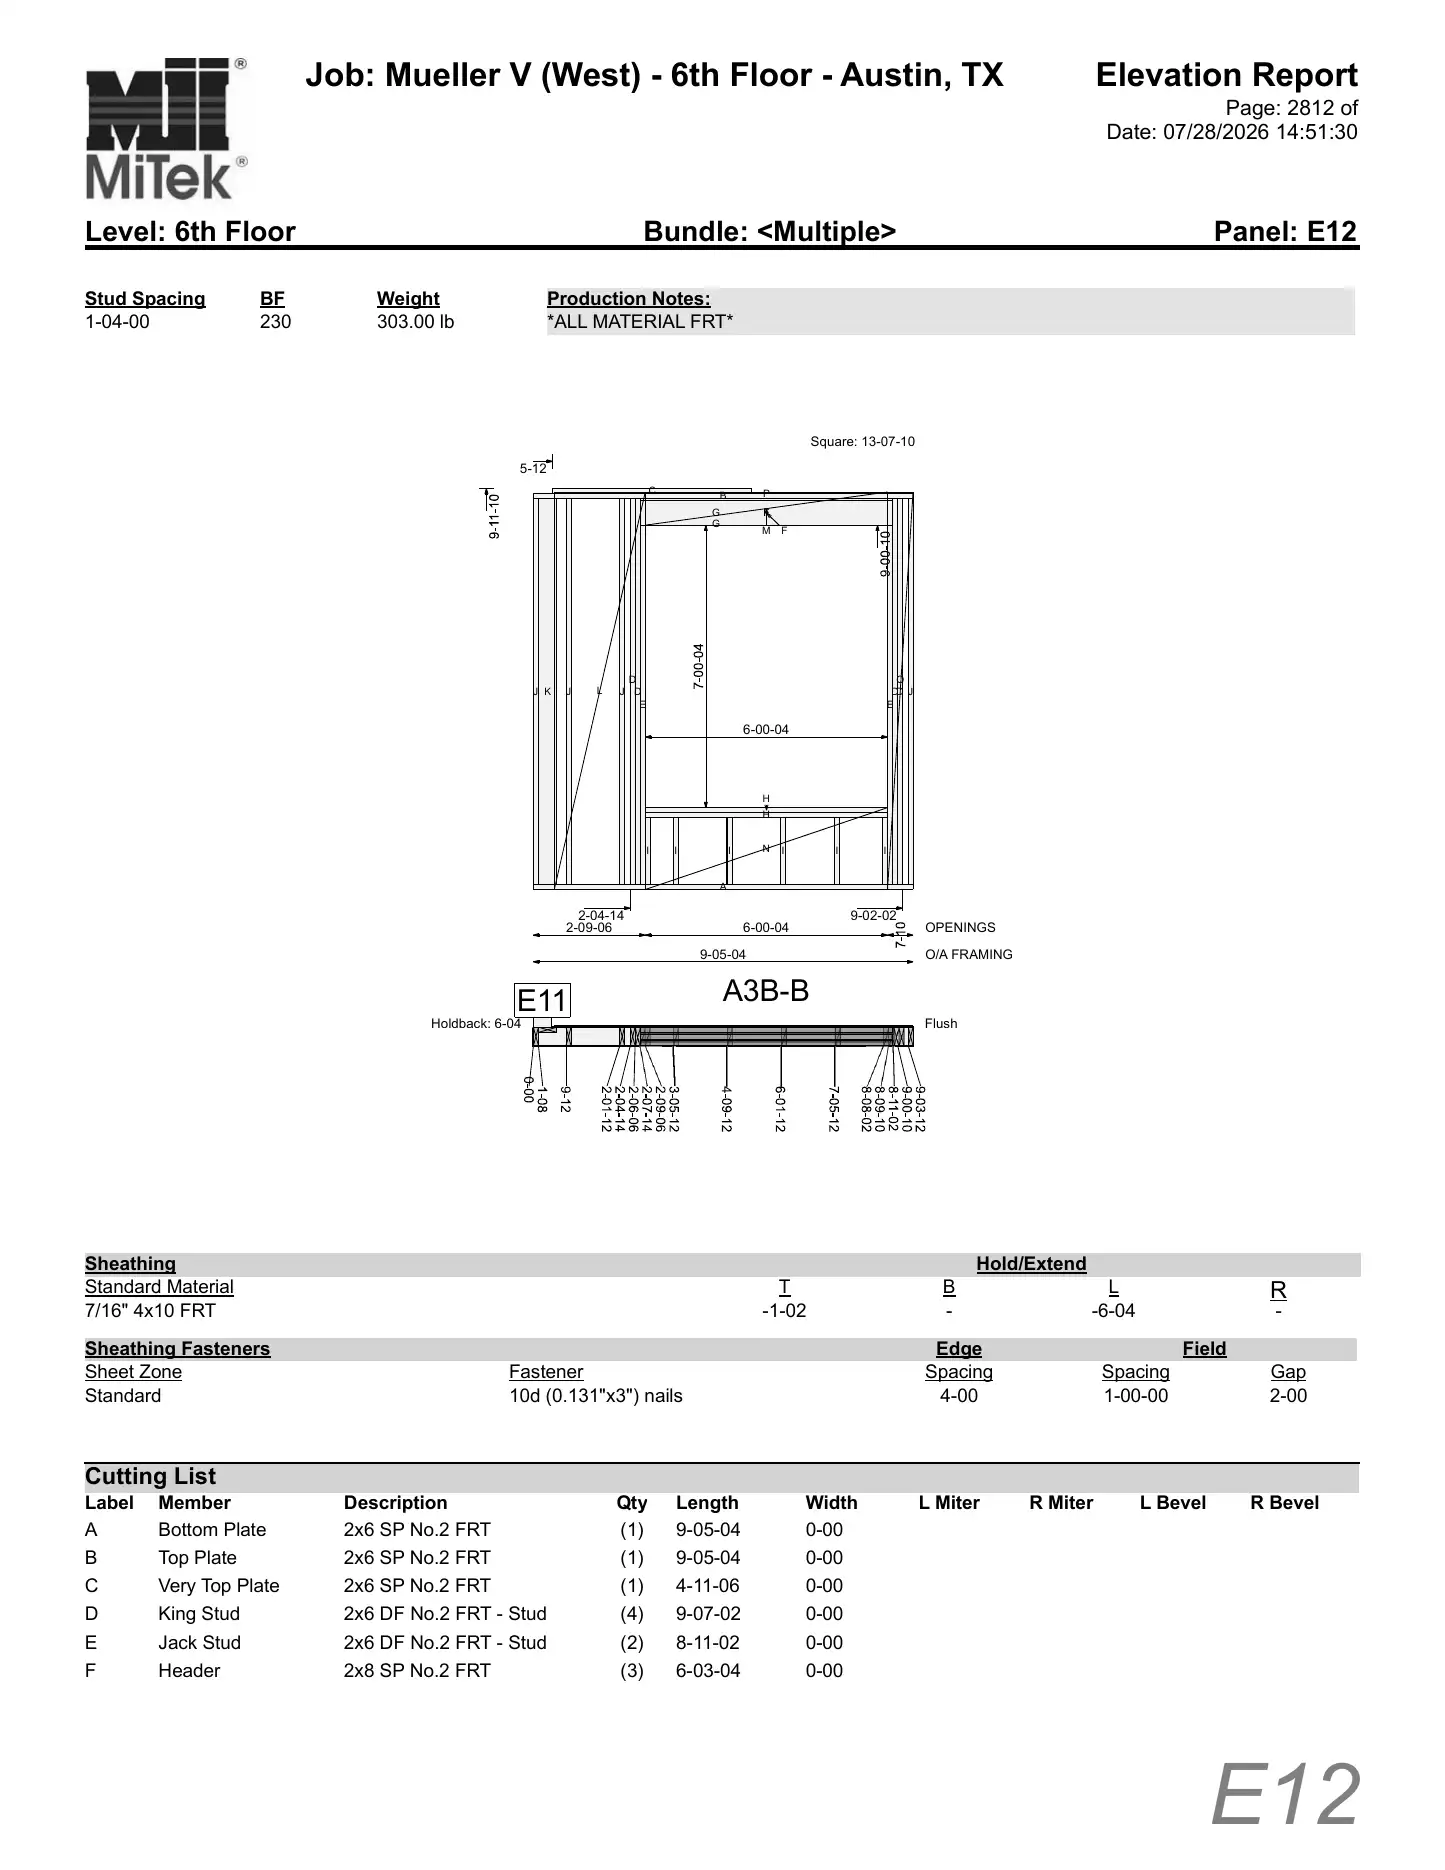 Job: Mueller V (West) - 6th Floor - Austin, TX
Elevation Report
Page: 2812 of
Date: 07/28/2026 14:51:30
MiTek®
Level: 6th Floor Bundle: <Multiple> Panel: E12
Stud Spacing BF Weight Production Notes:
1-04-00 230 303.00 lb *ALL MATERIAL FRT*
Square: 13-07-10
5-12
9-11-10
C B P
G
G M F
9-00-10
7-00-04
D
J K J L J D
E
6-00-04
E J
H
H
I I I N I I I
A
2-04-14 9-02-02
2-09-06 6-00-04 7-10 OPENINGS
9-05-04 O/A FRAMING
E11 A3B-B
Holdback: 6-04 Flush
0-00 1-08 9-12 2-01-12 2-04-14 2-06-06 2-07-14 2-09-06 3-05-12 4-09-12 6-01-12 7-05-12 8-08-02 8-09-10 8-11-02 9-00-10 9-03-12
Sheathing Hold/Extend
Standard Material T B L R
7/16" 4x10 FRT -1-02 - -6-04 -
Sheathing Fasteners Edge Field
Sheet Zone Fastener Spacing Spacing Gap
Standard 10d (0.131"x3") nails 4-00 1-00-00 2-00
Cutting List
Label Member Description Qty Length Width L Miter R Miter L Bevel R Bevel
A Bottom Plate 2x6 SP No.2 FRT (1) 9-05-04 0-00
B Top Plate 2x6 SP No.2 FRT (1) 9-05-04 0-00
C Very Top Plate 2x6 SP No.2 FRT (1) 4-11-06 0-00
D King Stud 2x6 DF No.2 FRT - Stud (4) 9-07-02 0-00
E Jack Stud 2x6 DF No.2 FRT - Stud (2) 8-11-02 0-00
F Header 2x8 SP No.2 FRT (3) 6-03-04 0-00
E12